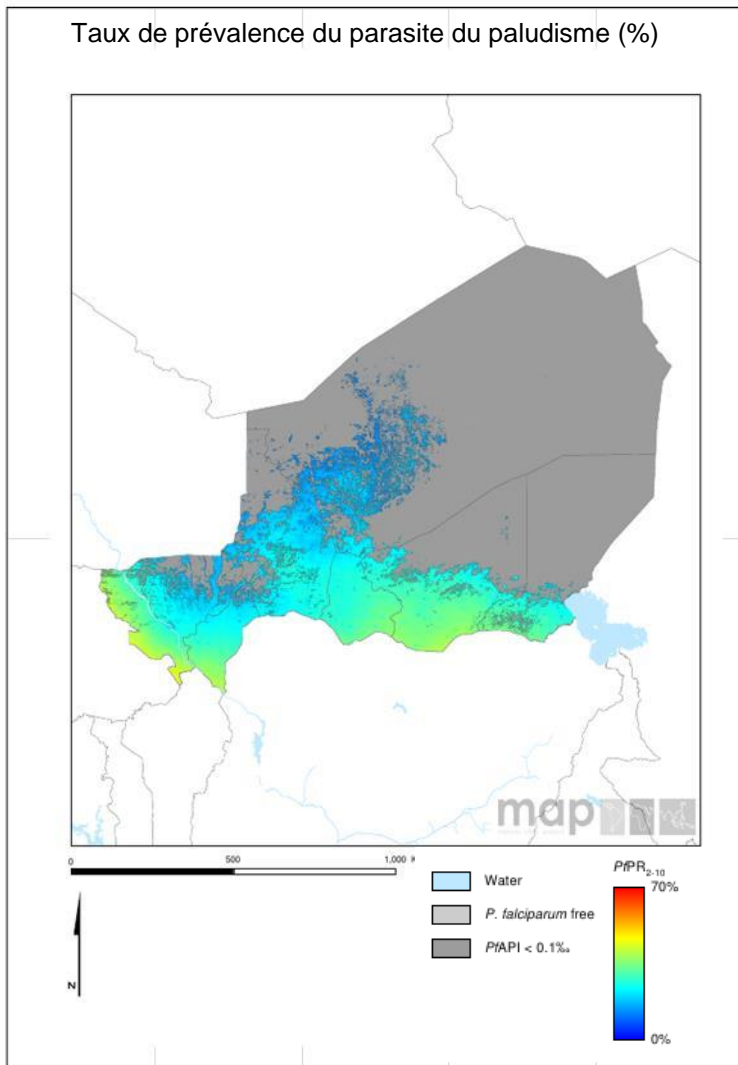 Taux de prévalence du parasite du paludisme (%)
map
0 500 1,000 K
Water
P. falciparum free
PfAPI < 0.1‰
N
PfPR2-10
70%
0%